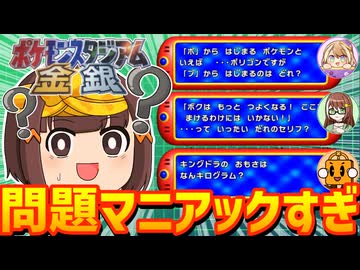 ポケモンスタジアム
金銀
？
？
「ポ」から はじまる ポケモンと
いえば ・・・ポリゴンですが
「プ」から はじまるのは どれ？
「ボクは もっと つよくなる！ ここで
まけるわけには いかない！」
・・・って いったい だれのセリフ？
キングドラの おもさは
なんキログラム？
問題マニアックすぎ